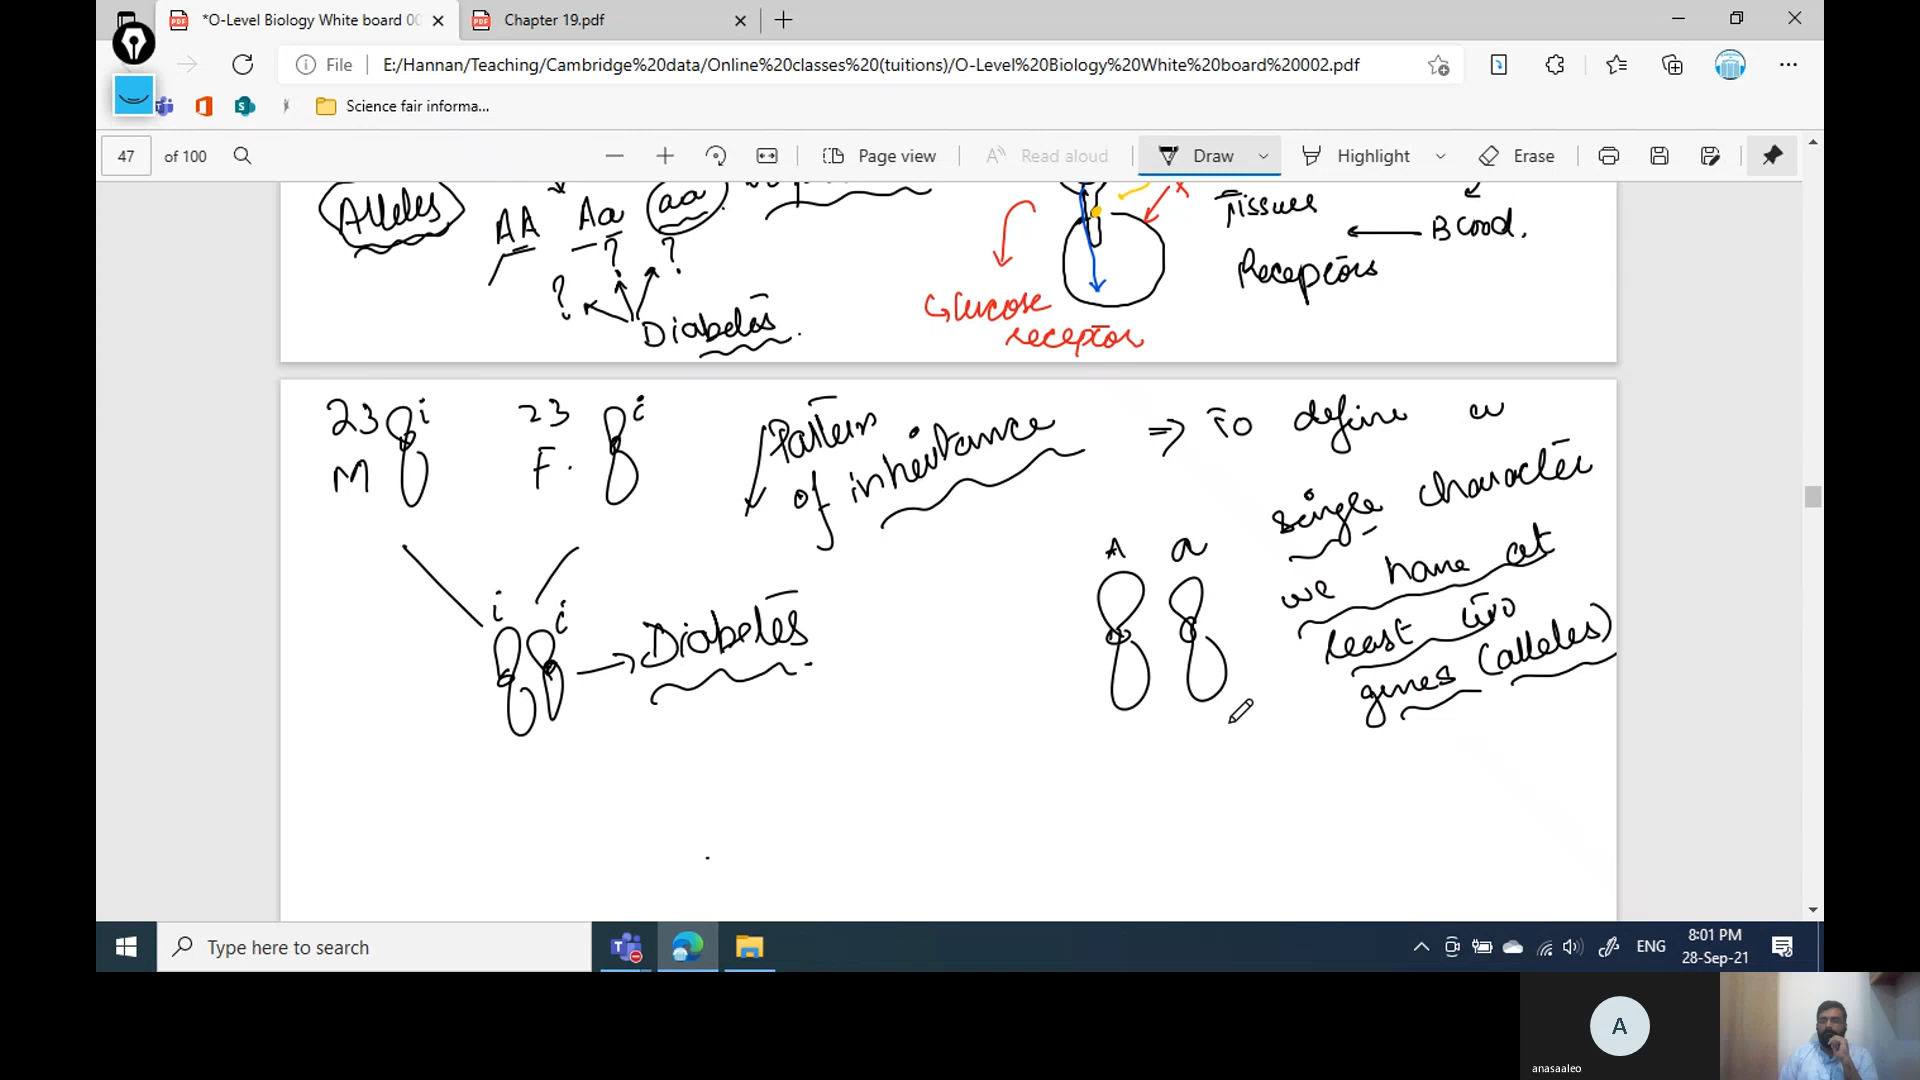 *O-Level Biology White board 00
Chapter 19.pdf
File
E:/Hannan/Teaching/Cambridge%20data/Online%20classes%20(tuitions)/O-Level%20Biology%20White%20board%20002.pdf
Science fair informa...
47 of 100
Page view
Read aloud
Draw
Highlight
Erase
Alleles
AA Aa aa
? ? ?
Diabetes.
Glucose
receptor
Tissues
Blood.
Receptors
23 i
M
23 i
F.
Pattern
of inheritance
=> To define a
single character
we have at
least two
genes (alleles)
A a
i i
Diabetes
Type here to search
ENG
8:01 PM
28-Sep-21
A
anasaaleo